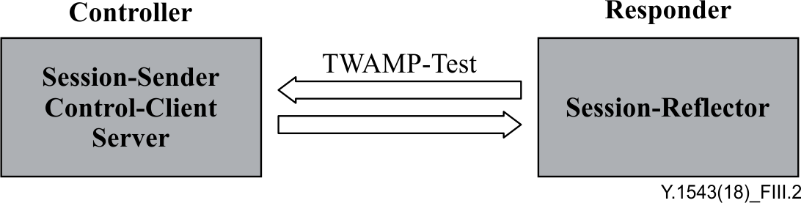 Controller
Responder
Session-Sender
Control-Client
Server
TWAMP-Test
Session-Reflector
Y.1543(18)_FIII.2